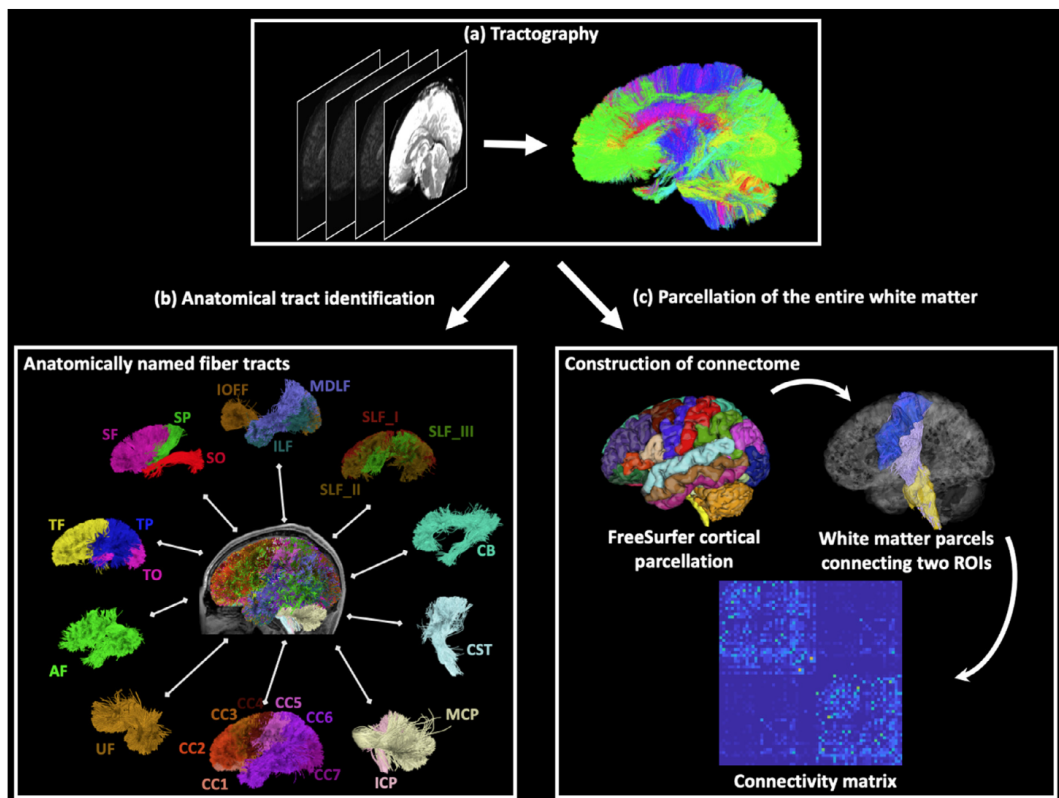 (a) Tractography
(b) Anatomical tract identification
(c) Parcellation of the entire white matter
Anatomically named fiber tracts
IOFF
MDLF
ILF
SP
SF
SO
SLF_I
SLF_III
SLF_II
TF
TP
TO
CB
AF
CST
UF
CC4
CC5
CC3
CC6
CC2
CC7
CC1
MCP
ICP
Construction of connectome
FreeSurfer cortical
parcellation
White matter parcels
connecting two ROIs
Connectivity matrix